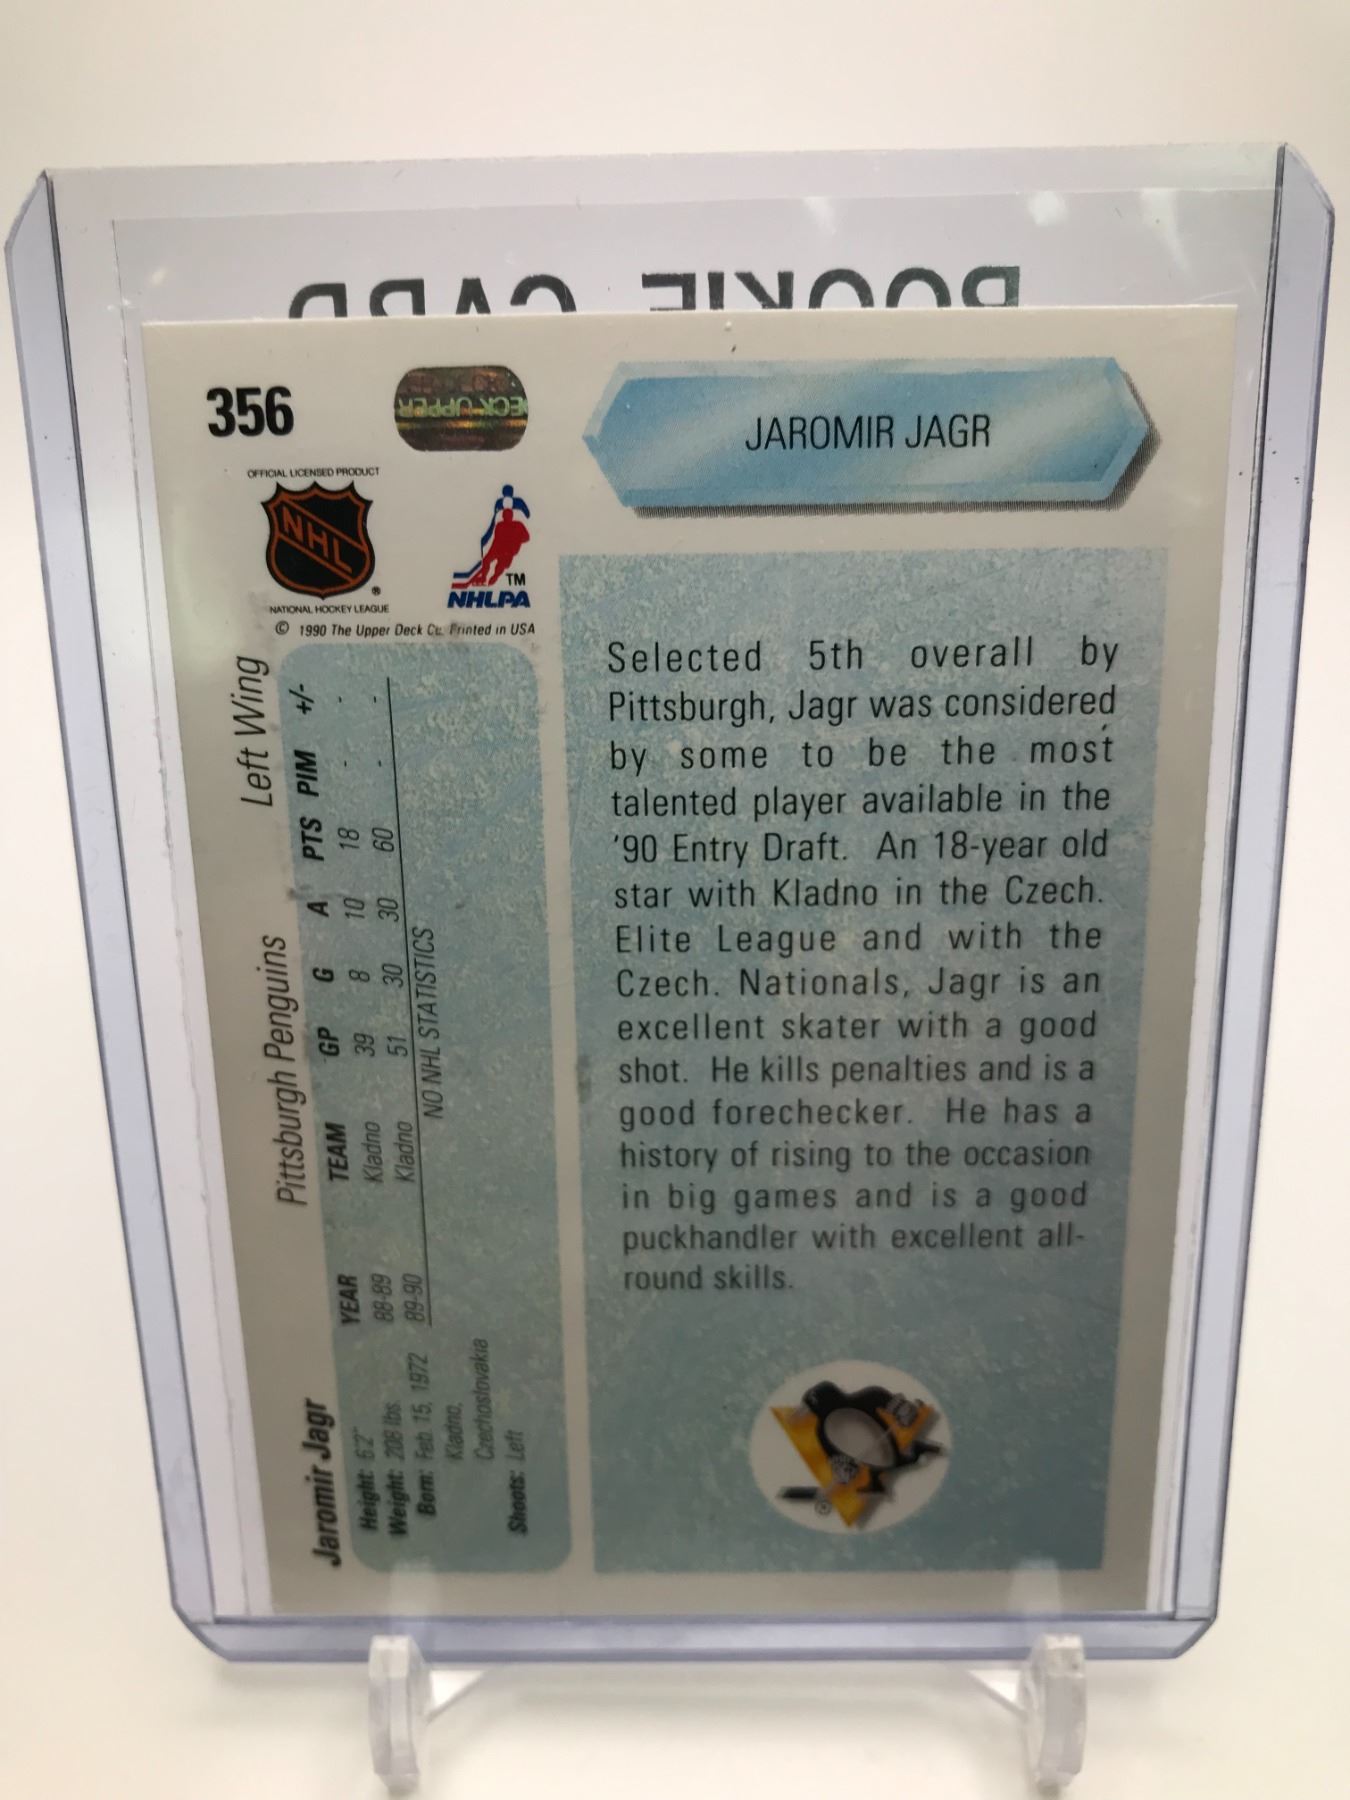 ROOKIE CARD
356
DECK UPPER
JAROMIR JAGR
OFFICIAL LICENSED PRODUCT
NHL
®
NATIONAL HOCKEY LEAGUE
TM
NHLPA
© 1990 The Upper Deck Co. Printed in USA
Jaromir Jagr Pittsburgh Penguins Left Wing
Height: 6'2"
Weight: 208 lbs.
Born: Feb. 15, 1972
Kladno,
Czechoslovakia
Shoots: Left
YEAR TEAM GP G A PTS PIM +/-
88-89 Kladno 39 8 10 18 - -
89-90 Kladno 51 30 30 60 - -
NO NHL STATISTICS
Selected 5th overall by
Pittsburgh, Jagr was considered
by some to be the most
talented player available in the
'90 Entry Draft. An 18-year old
star with Kladno in the Czech.
Elite League and with the
Czech. Nationals, Jagr is an
excellent skater with a good
shot. He kills penalties and is a
good forechecker. He has a
history of rising to the occasion
in big games and is a good
puckhandler with excellent all-
round skills.